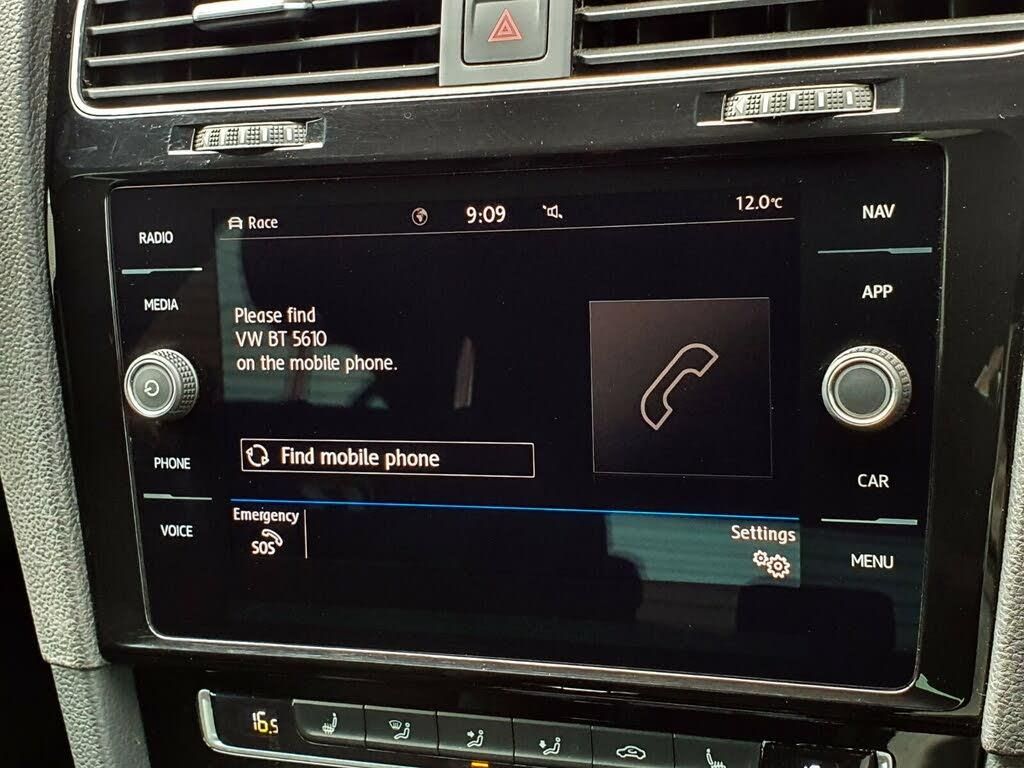 Race
9:09
12.0°C
RADIO
NAV
MEDIA
APP
Please find
VW BT 5610
on the mobile phone.
Find mobile phone
PHONE
CAR
VOICE
Emergency
SOS
Settings
MENU
16.5